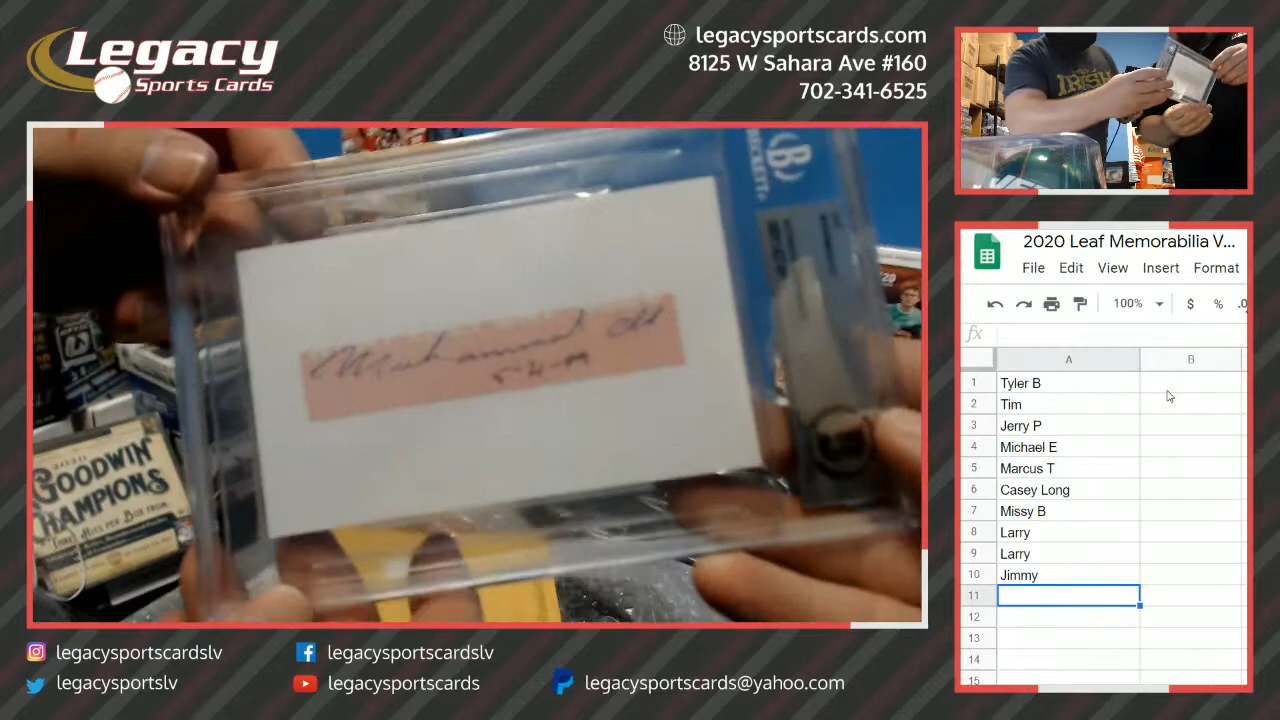 Legacy
Sports Cards
legacysportscards.com
8125 W Sahara Ave #160
702-341-6525
B
BECKETT
Muhammad Ali
GOODWIN
CHAMPIONS
IRISH
2020 Leaf Memorabilia V...
File Edit View Insert Format
100% $ % .0
fx
A B
1 Tyler B
2 Tim
3 Jerry P
4 Michael E
5 Marcus T
6 Casey Long
7 Missy B
8 Larry
9 Larry
10 Jimmy
11
12
13
14
15
legacysportscardslv
legacysportscardslv
legacysportslv
legacysportscards
legacysportscards@yahoo.com